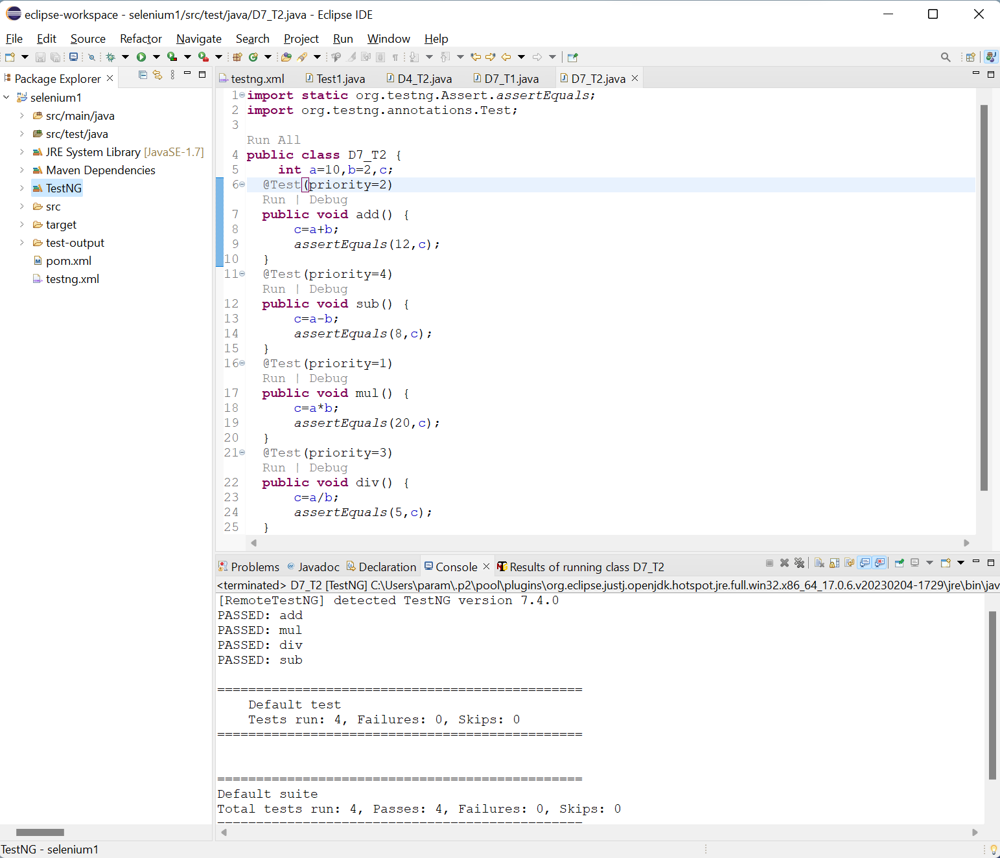 eclipse-workspace - selenium1/src/test/java/D7_T2.java - Eclipse IDE
File Edit Source Refactor Navigate Search Project Run Window Help
Package Explorer
selenium1
src/main/java
src/test/java
JRE System Library [JavaSE-1.7]
Maven Dependencies
TestNG
src
target
test-output
pom.xml
testng.xml
testng.xml Test1.java D4_T2.java D7_T1.java D7_T2.java
1 import static org.testng.Assert.assertEquals;
2 import org.testng.annotations.Test;
3
Run All
4 public class D7_T2 {
5 int a=10,b=2,c;
6 @Test(priority=2)
Run | Debug
7 public void add() {
8 c=a+b;
9 assertEquals(12,c);
10 }
11 @Test(priority=4)
Run | Debug
12 public void sub() {
13 c=a-b;
14 assertEquals(8,c);
15 }
16 @Test(priority=1)
Run | Debug
17 public void mul() {
18 c=a*b;
19 assertEquals(20,c);
20 }
21 @Test(priority=3)
Run | Debug
22 public void div() {
23 c=a/b;
24 assertEquals(5,c);
25 }
Problems Javadoc Declaration Console Results of running class D7_T2
<terminated> D7_T2 [TestNG] C:\Users\param\.p2\pool\plugins\org.eclipse.justj.openjdk.hotspot.jre.full.win32.x86_64_17.0.6.v20230204-1729\jre\bin\jav
[RemoteTestNG] detected TestNG version 7.4.0
PASSED: add
PASSED: mul
PASSED: div
PASSED: sub
===============================================
Default test
Tests run: 4, Failures: 0, Skips: 0
===============================================
===============================================
Default suite
Total tests run: 4, Passes: 4, Failures: 0, Skips: 0
===============================================
TestNG - selenium1